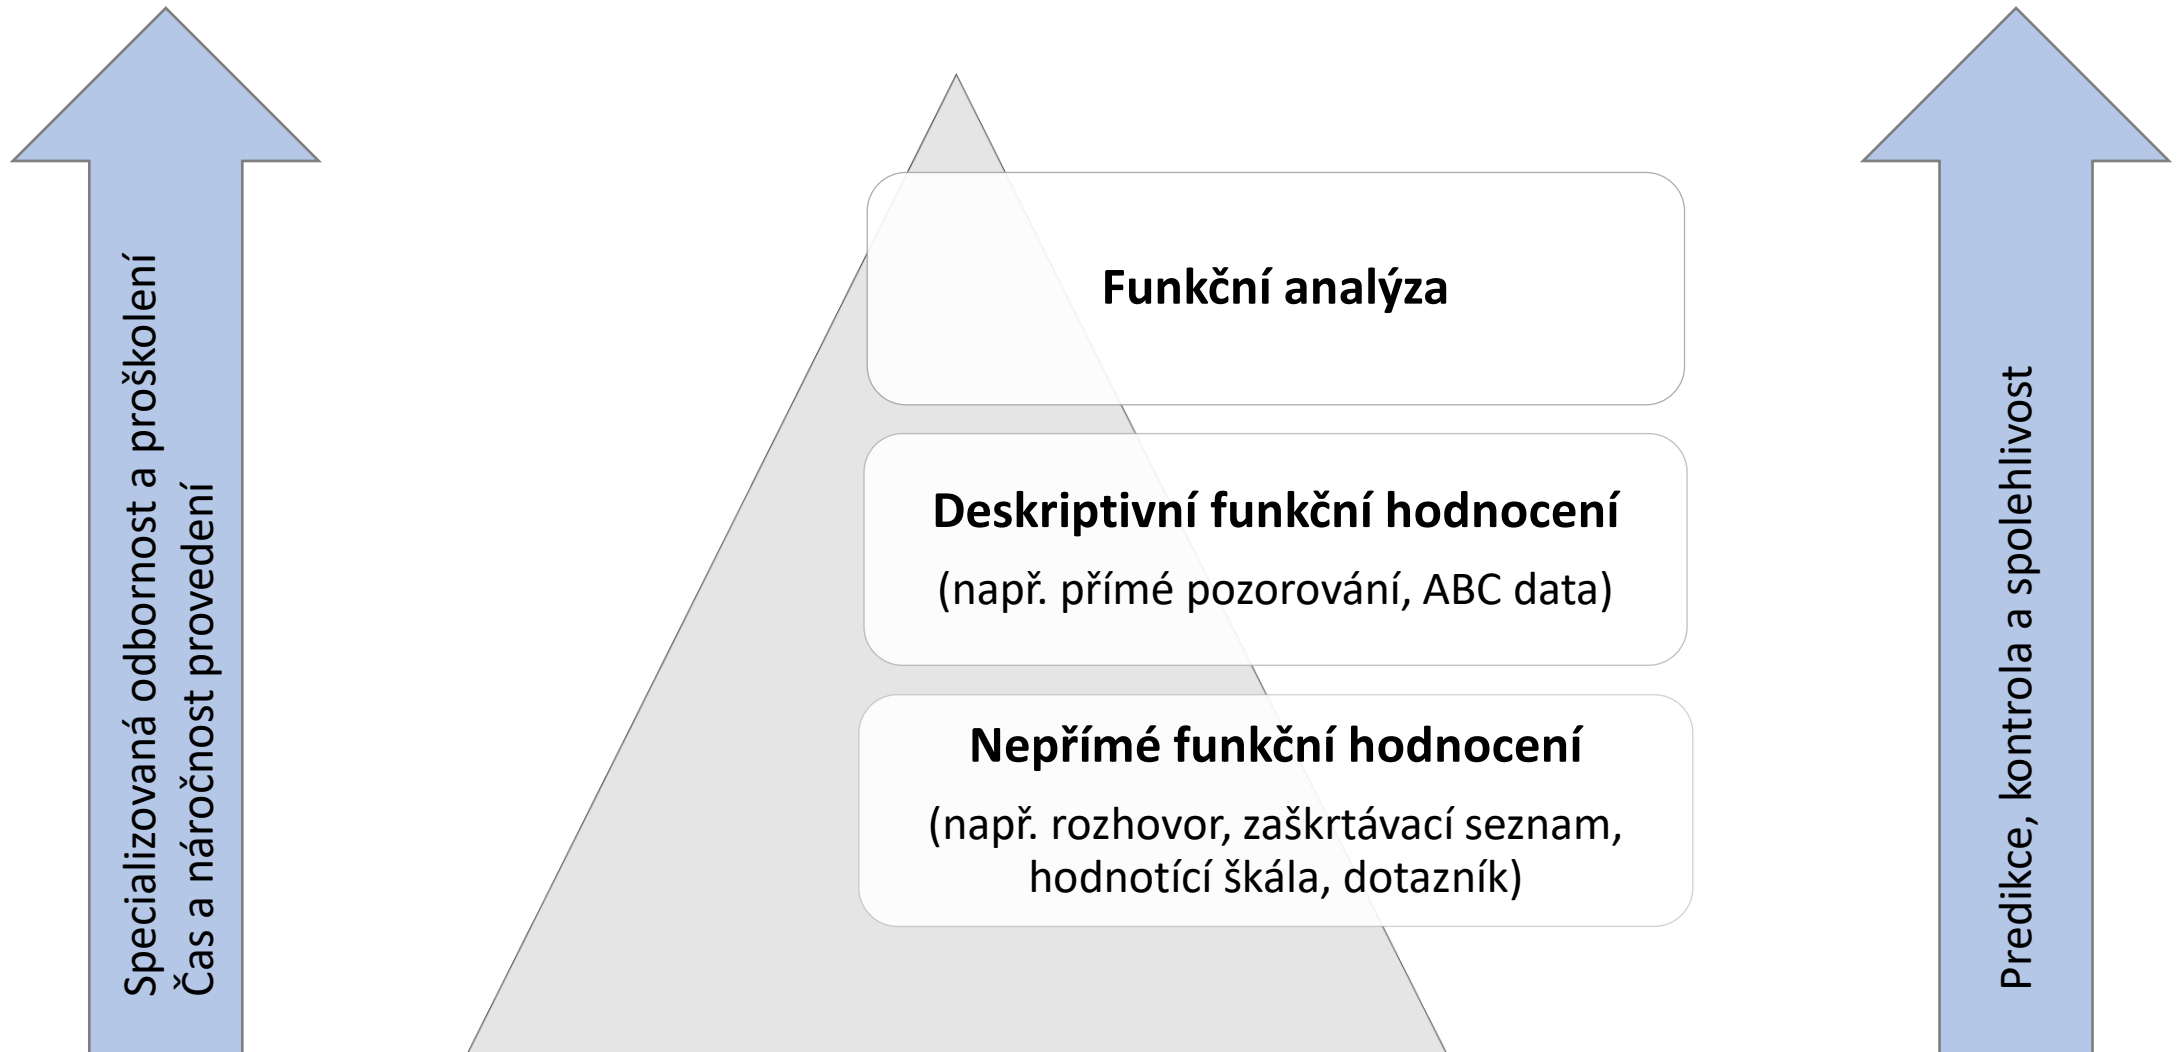 Specializovaná odbornost a proškolení
Čas a náročnost provedení
Funkční analýza
Deskriptivní funkční hodnocení
(např. přímé pozorování, ABC data)
Nepřímé funkční hodnocení
(např. rozhovor, zaškrtávací seznam,
hodnotící škála, dotazník)
Predikce, kontrola a spolehlivost